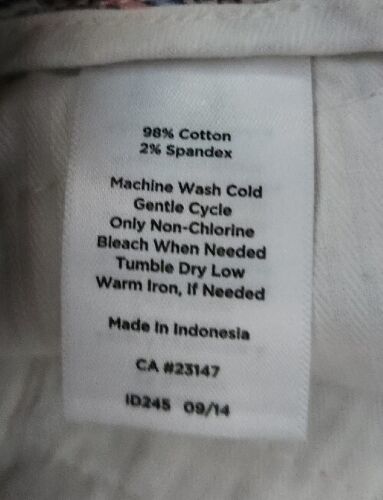 98% Cotton
2% Spandex
Machine Wash Cold
Gentle Cycle
Only Non-Chlorine
Bleach When Needed
Tumble Dry Low
Warm Iron, If Needed
Made In Indonesia
CA #23147
ID245 09/14